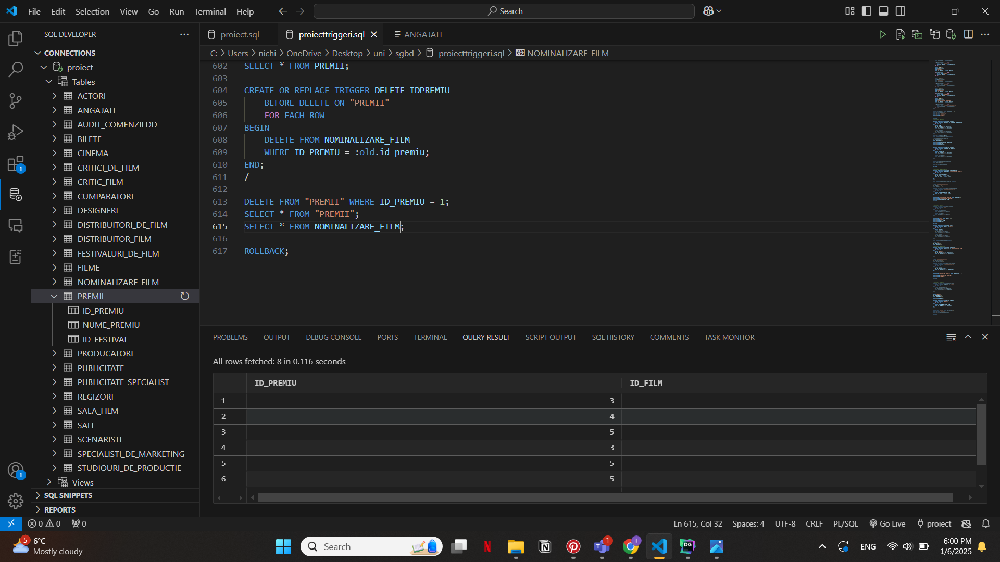 File Edit Selection View Go Run Terminal Help
Search
SQL DEVELOPER
CONNECTIONS
proiect
Tables
ACTORI
ANGAJATI
AUDIT_COMENZILDD
BILETE
CINEMA
CRITICI_DE_FILM
CRITIC_FILM
CUMPARATORI
DESIGNERI
DISTRIBUITORI_DE_FILM
DISTRIBUITOR_FILM
FESTIVALURI_DE_FILM
FILME
NOMINALIZARE_FILM
PREMII
ID_PREMIU
NUME_PREMIU
ID_FESTIVAL
PRODUCATORI
PUBLICITATE
PUBLICITATE_SPECIALIST
REGIZORI
SALA_FILM
SALI
SCENARISTI
SPECIALISTI_DE_MARKETING
STUDIOURI_DE_PRODUCTIE
Views
SQL SNIPPETS
REPORTS
1
1
proiect.sql proiecttriggeri.sql ANGAJATI
C: > Users > nichi > OneDrive > Desktop > uni > sgbd > proiecttriggeri.sql > NOMINALIZARE_FILM
602 SELECT * FROM PREMII;
603
604 CREATE OR REPLACE TRIGGER DELETE_IDPREMIU
605 BEFORE DELETE ON "PREMII"
606 FOR EACH ROW
607 BEGIN
608 DELETE FROM NOMINALIZARE_FILM
609 WHERE ID_PREMIU = :old.id_premiu;
610 END;
611 /
612
613 DELETE FROM "PREMII" WHERE ID_PREMIU = 1;
614 SELECT * FROM "PREMII";
615 SELECT * FROM NOMINALIZARE_FILM;
616
617 ROLLBACK;
PROBLEMS OUTPUT DEBUG CONSOLE PORTS TERMINAL QUERY RESULT SCRIPT OUTPUT SQL HISTORY COMMENTS TASK MONITOR
All rows fetched: 8 in 0.116 seconds
ID_PREMIU ID_FILM
1 3
2 4
3 5
4 3
5 5
6 5
0 0 0 Ln 615, Col 32 Spaces: 4 UTF-8 CRLF PL/SQL Go Live proiect
5 6°C
Mostly cloudy
Search
1
ENG
6:00 PM
1/6/2025